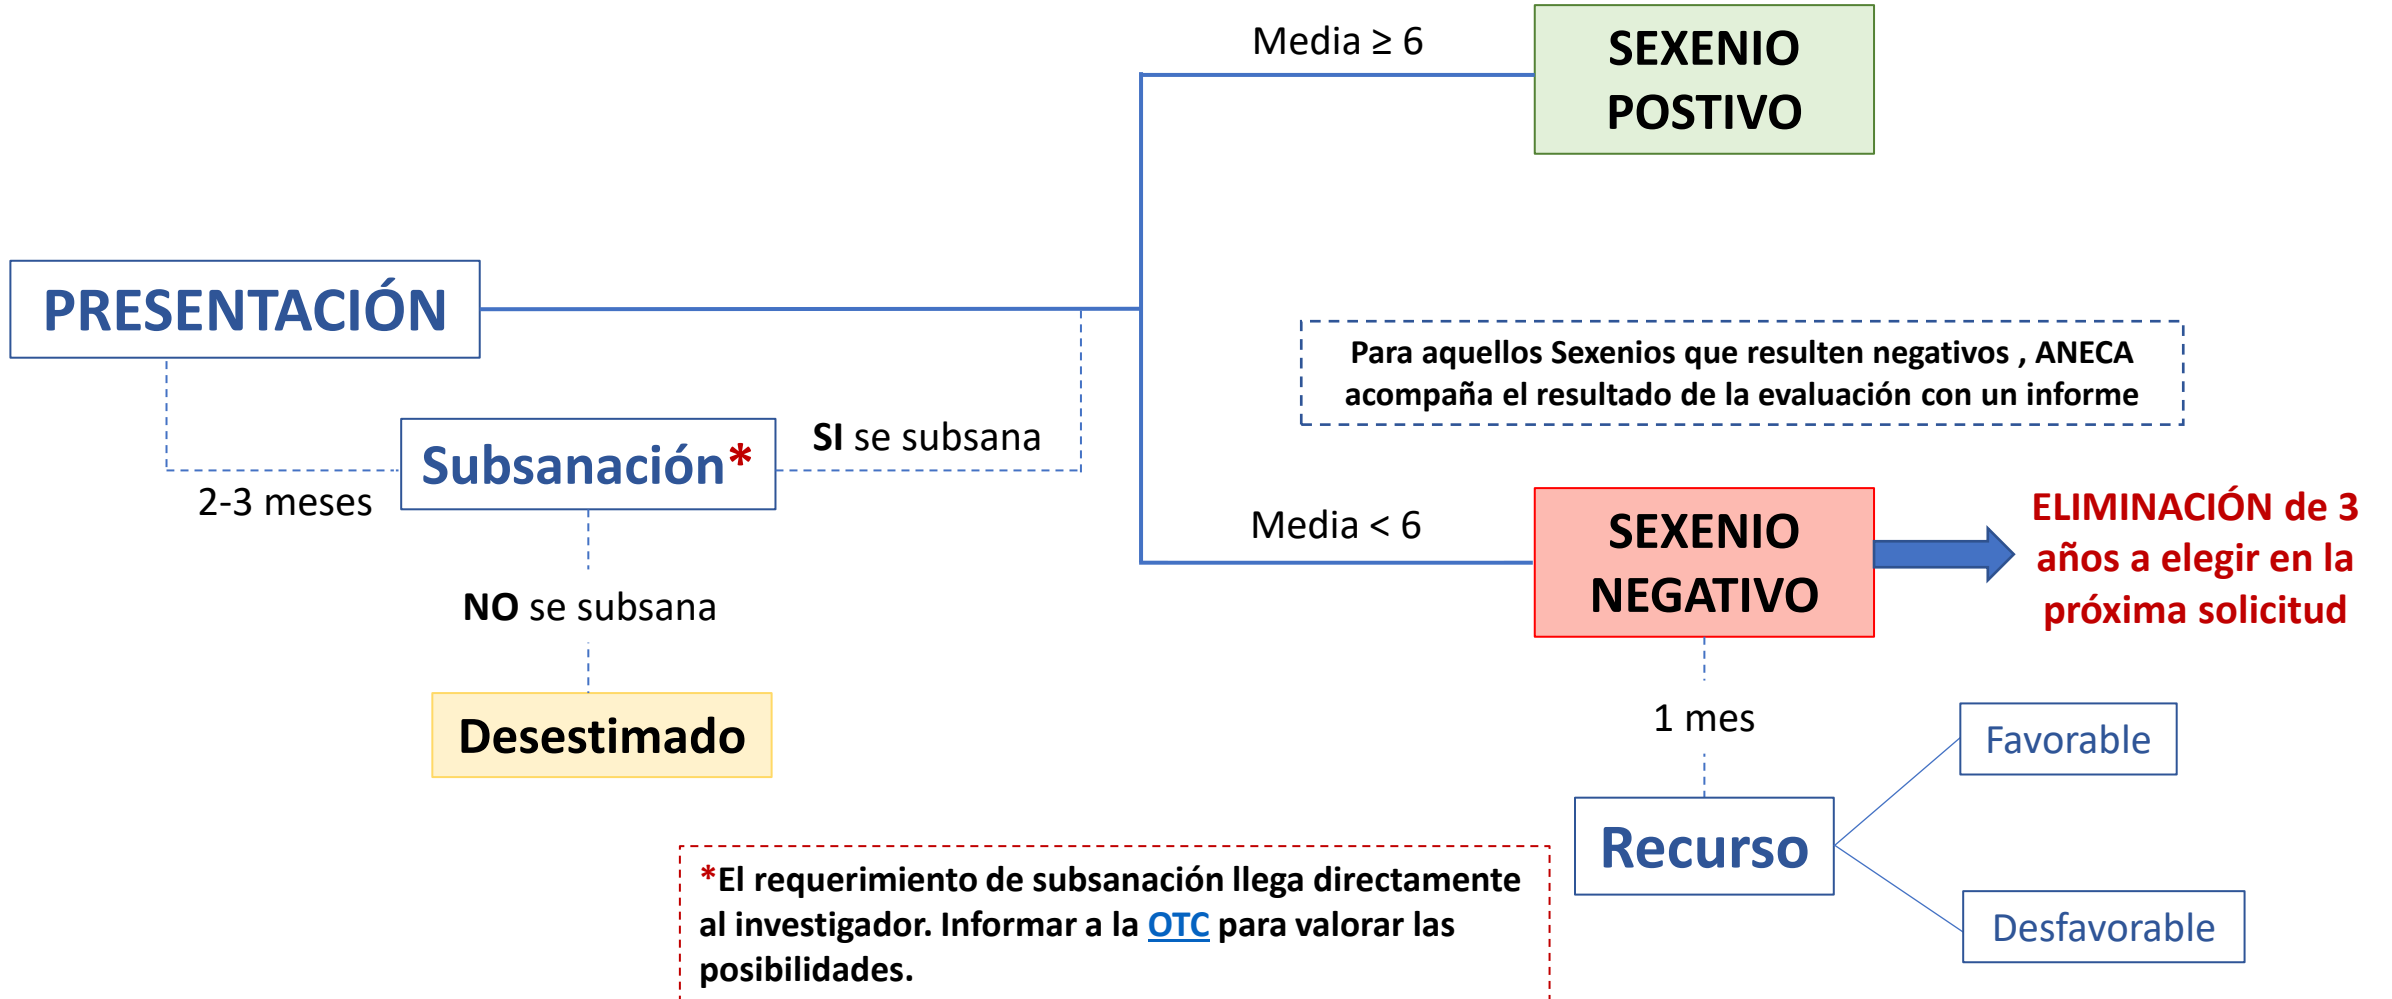 Media ≥ 6
SEXENIO
POSTIVO
PRESENTACIÓN
Para aquellos Sexenios que resulten negativos , ANECA
acompaña el resultado de la evaluación con un informe
Subsanación*
SI se subsana
2-3 meses
NO se subsana
Desestimado
Media < 6
SEXENIO
NEGATIVO
ELIMINACIÓN de 3
años a elegir en la
próxima solicitud
1 mes
Recurso
Favorable
Desfavorable
*El requerimiento de subsanación llega directamente
al investigador. Informar a la OTC para valorar las
posibilidades.